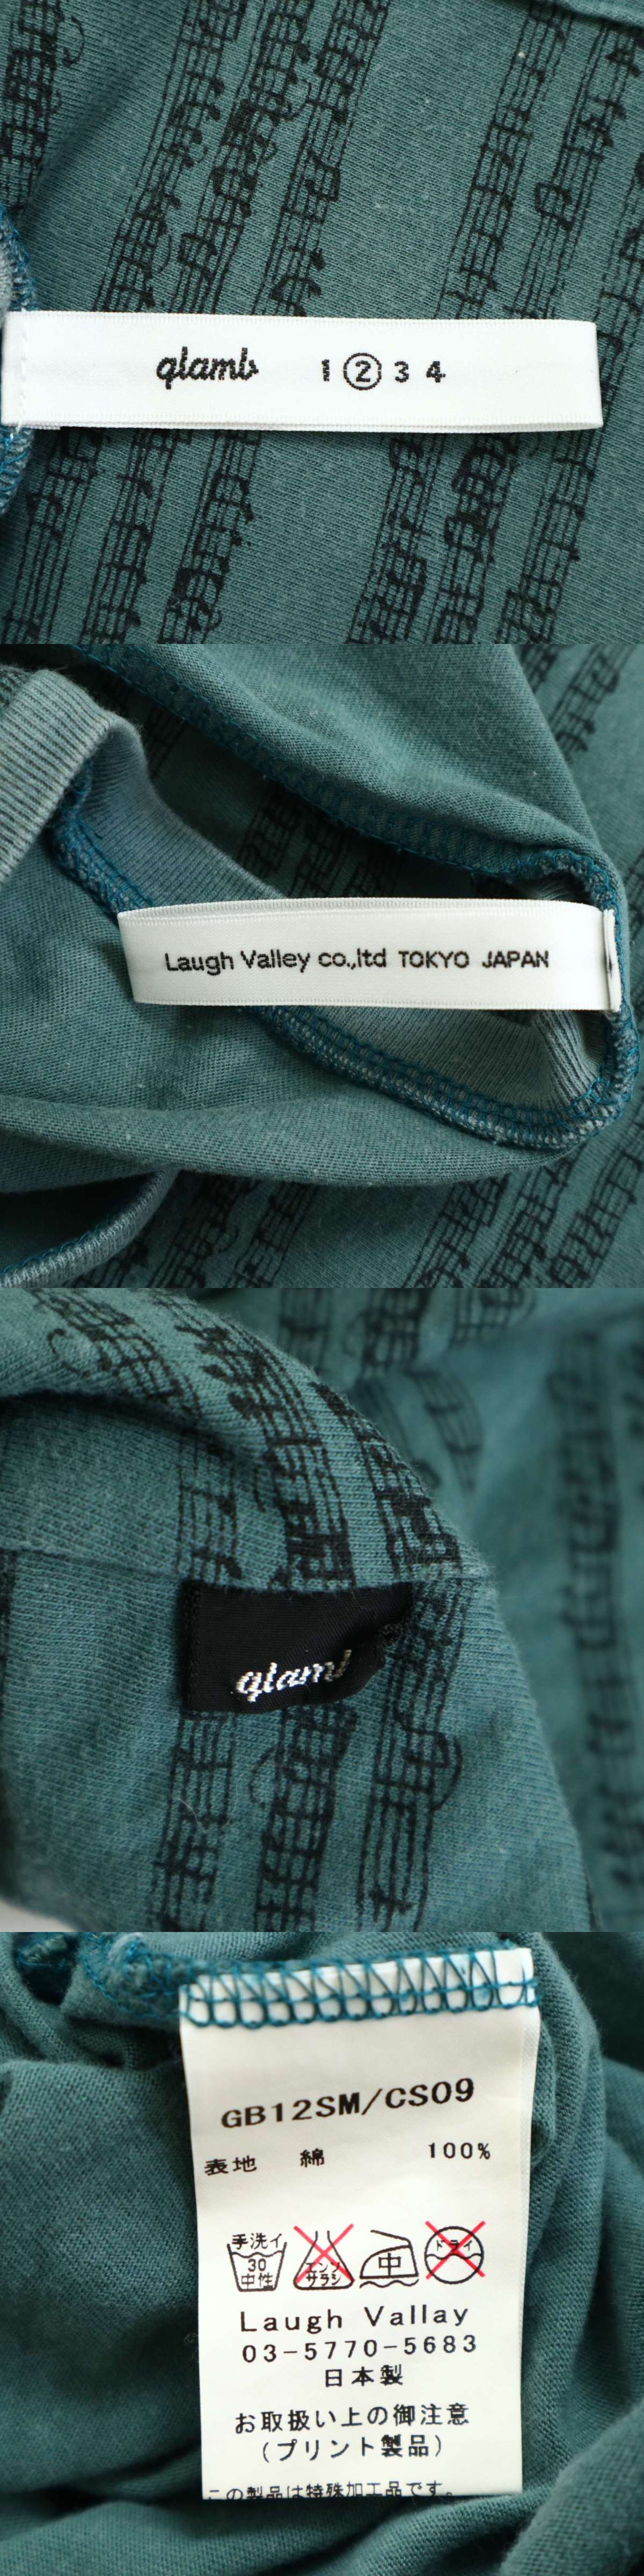 glamb 1 2 3 4
Laugh Valley co.,ltd TOKYO JAPAN
glamb
GB12SM/CS09
表地 綿 100%
手洗イ
30
中性
エンソ
サラシ
中
ドライ
Laugh Vallay
03-5770-5683
日本製
お取扱い上の御注意
(プリント製品)
この製品は特殊加工品です。